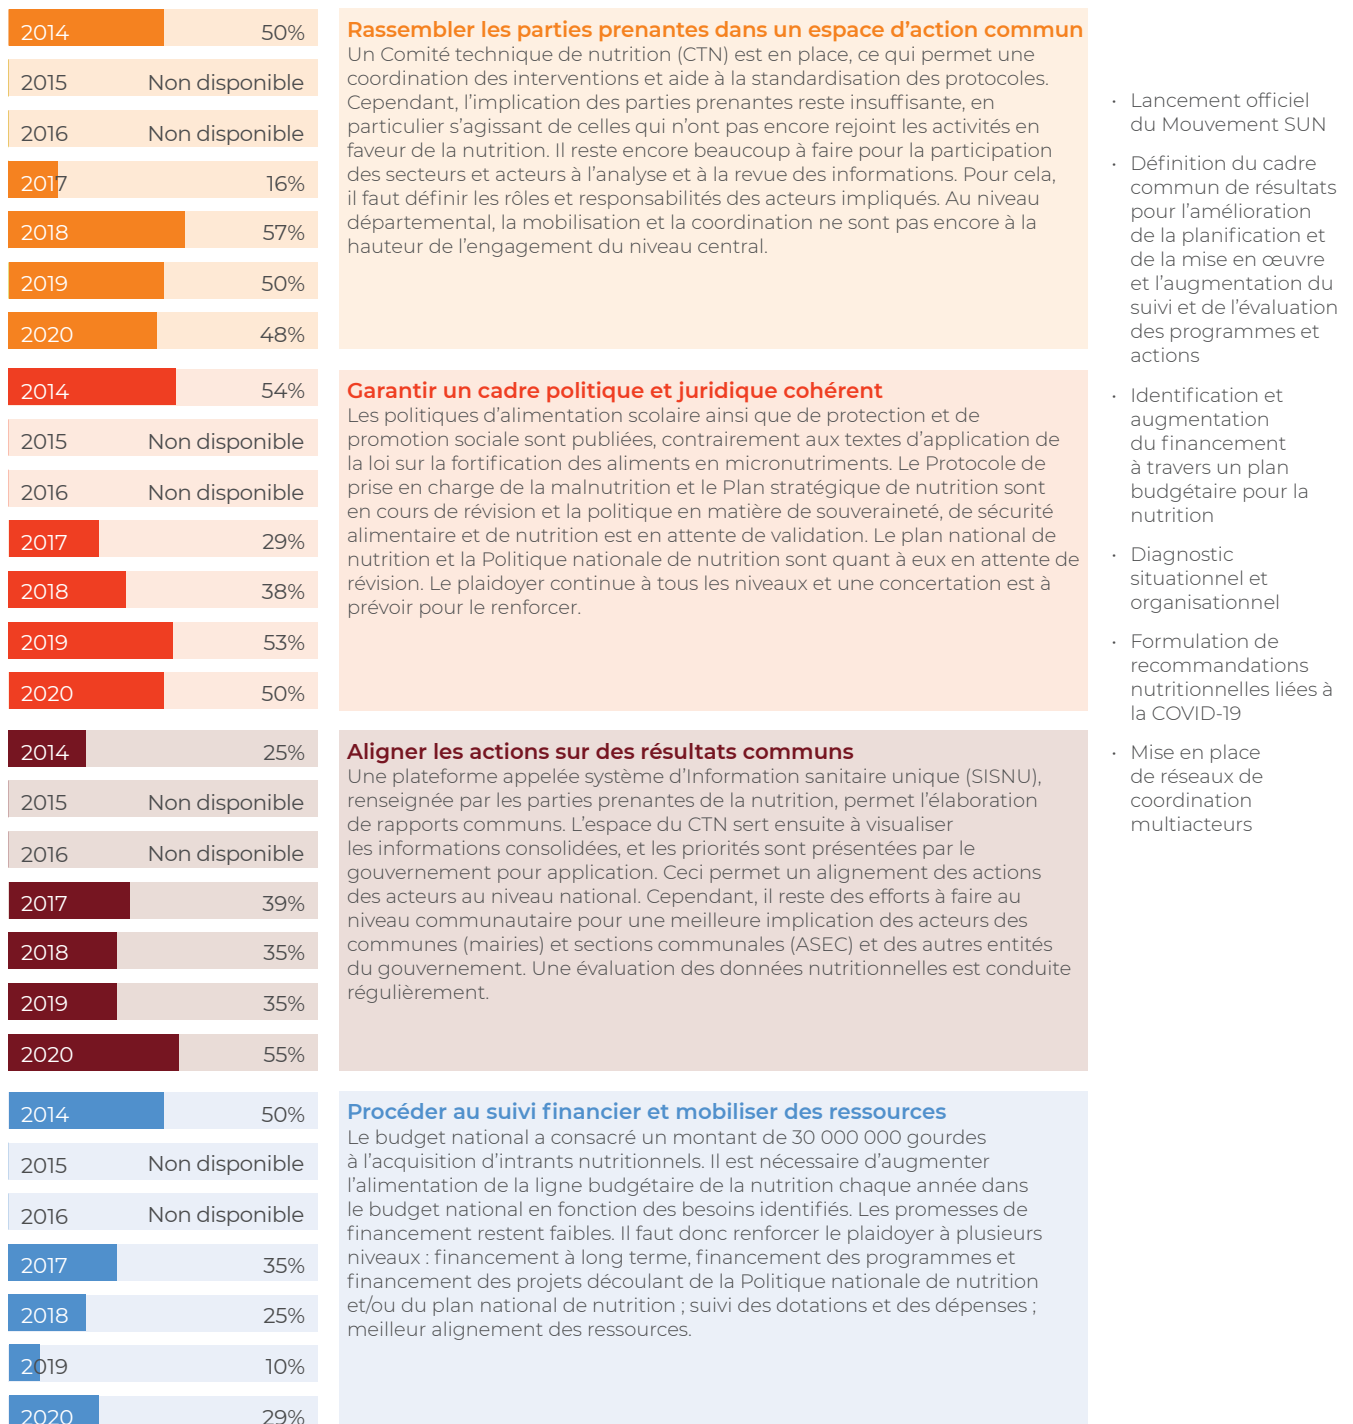 2014 50%
2015 Non disponible
2016 Non disponible
2017 16%
2018 57%
2019 50%
2020 48%
Rassembler les parties prenantes dans un espace d’action commun
Un Comité technique de nutrition (CTN) est en place, ce qui permet une
coordination des interventions et aide à la standardisation des protocoles.
Cependant, l’implication des parties prenantes reste insuffisante, en
particulier s’agissant de celles qui n’ont pas encore rejoint les activités en
faveur de la nutrition. Il reste encore beaucoup à faire pour la participation
des secteurs et acteurs à l’analyse et à la revue des informations. Pour cela,
il faut définir les rôles et responsabilités des acteurs impliqués. Au niveau
départemental, la mobilisation et la coordination ne sont pas encore à la
hauteur de l’engagement du niveau central.
2014 54%
2015 Non disponible
2016 Non disponible
2017 29%
2018 38%
2019 53%
2020 50%
Garantir un cadre politique et juridique cohérent
Les politiques d’alimentation scolaire ainsi que de protection et de
promotion sociale sont publiées, contrairement aux textes d’application de
la loi sur la fortification des aliments en micronutriments. Le Protocole de
prise en charge de la malnutrition et le Plan stratégique de nutrition sont
en cours de révision et la politique en matière de souveraineté, de sécurité
alimentaire et de nutrition est en attente de validation. Le plan national de
nutrition et la Politique nationale de nutrition sont quant à eux en attente de
révision. Le plaidoyer continue à tous les niveaux et une concertation est à
prévoir pour le renforcer.
2014 25%
2015 Non disponible
2016 Non disponible
2017 39%
2018 35%
2019 35%
2020 55%
Aligner les actions sur des résultats communs
Une plateforme appelée système d’Information sanitaire unique (SISNU),
renseignée par les parties prenantes de la nutrition, permet l’élaboration
de rapports communs. L’espace du CTN sert ensuite à visualiser
les informations consolidées, et les priorités sont présentées par le
gouvernement pour application. Ceci permet un alignement des actions
des acteurs au niveau national. Cependant, il reste des efforts à faire au
niveau communautaire pour une meilleure implication des acteurs des
communes (mairies) et sections communales (ASEC) et des autres entités
du gouvernement. Une évaluation des données nutritionnelles est conduite
régulièrement.
2014 50%
2015 Non disponible
2016 Non disponible
2017 35%
2018 25%
2019 10%
2020 29%
Procéder au suivi financier et mobiliser des ressources
Le budget national a consacré un montant de 30 000 000 gourdes
à l’acquisition d’intrants nutritionnels. Il est nécessaire d’augmenter
l’alimentation de la ligne budgétaire de la nutrition chaque année dans
le budget national en fonction des besoins identifiés. Les promesses de
financement restent faibles. Il faut donc renforcer le plaidoyer à plusieurs
niveaux : financement à long terme, financement des programmes et
financement des projets découlant de la Politique nationale de nutrition
et/ou du plan national de nutrition ; suivi des dotations et des dépenses ;
meilleur alignement des ressources.
• Lancement officiel
du Mouvement SUN
• Définition du cadre
commun de résultats
pour l’amélioration
de la planification et
de la mise en œuvre
et l’augmentation du
suivi et de l’évaluation
des programmes et
actions
• Identification et
augmentation
du financement
à travers un plan
budgétaire pour la
nutrition
• Diagnostic
situationnel et
organisationnel
• Formulation de
recommandations
nutritionnelles liées à
la COVID-19
• Mise en place
de réseaux de
coordination
multiacteurs